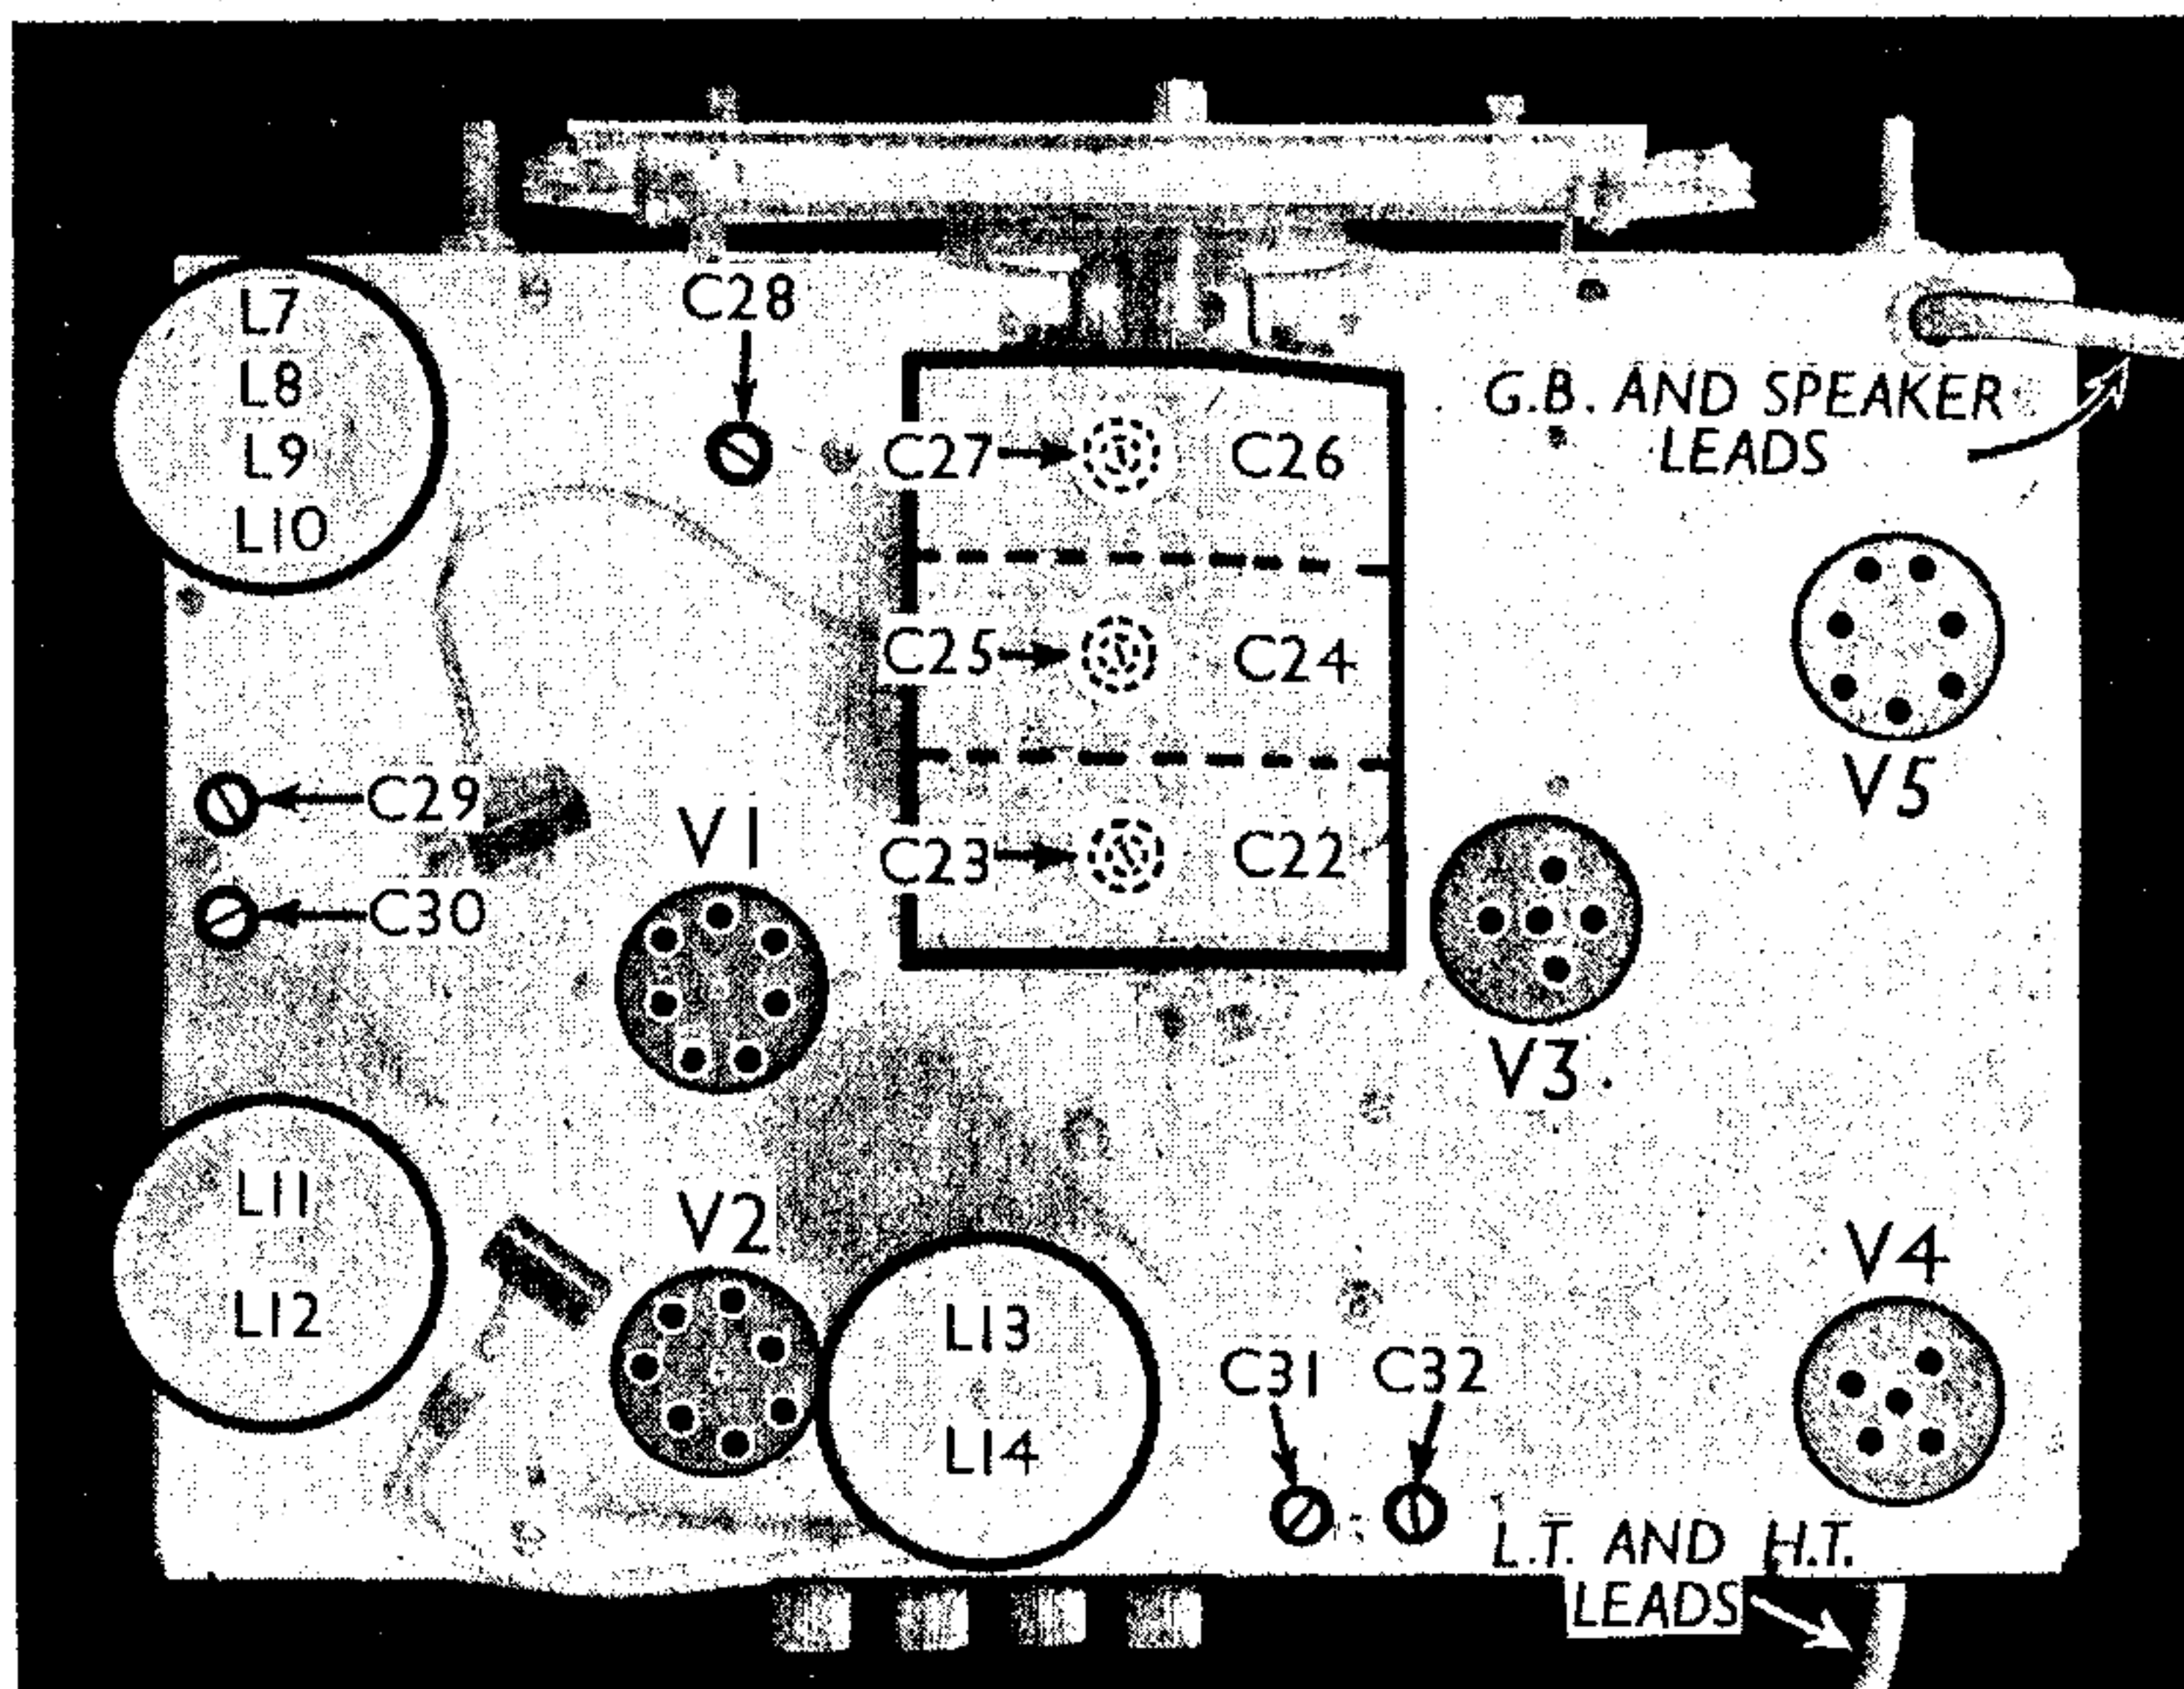 L7
L8
L9
L10
C28
G.B. AND SPEAKER
LEADS
C27
C26
C25
C24
C23
C22
V5
C29
C30
V1
V3
L11
L12
V2
L13
L14
C31
C32
V4
L.T. AND H.T.
LEADS